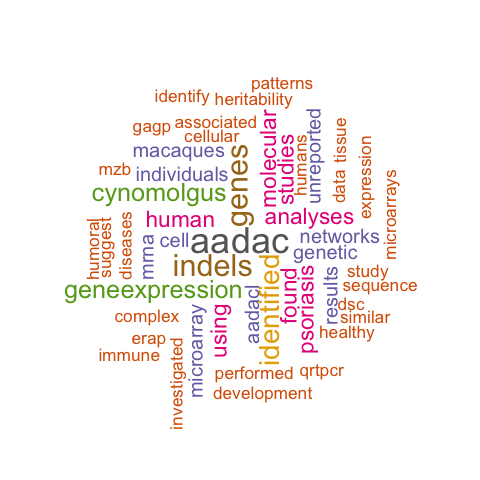 patterns
identify
heritability
gagp
associated
cellular
macaques
mzb
individuals
cynomolgus
genes
molecular
studies
humans
unreported
data
tissue
expression
microarrays
human
analyses
humoral
suggest
diseases
mrna
cell
aadac
networks
genetic
indels
geneexpression
identified
found
psoriasis
results
study
sequence
dsc
similar
healthy
complex
erap
immune
investigated
microarray
using
aadacl
performed
qrtpcr
development